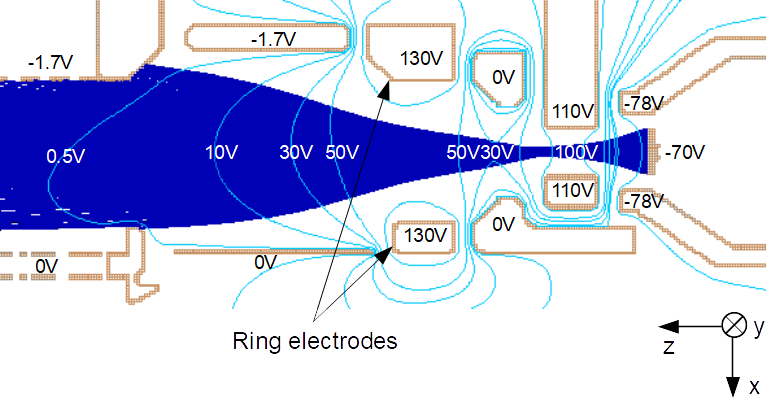 -1.7V
-1.7V
130V
0V
110V
-78V
0.5V
10V
30V
50V
50V
30V
100V
-70V
110V
-78V
130V
0V
0V
0V
Ring electrodes
z
y
x